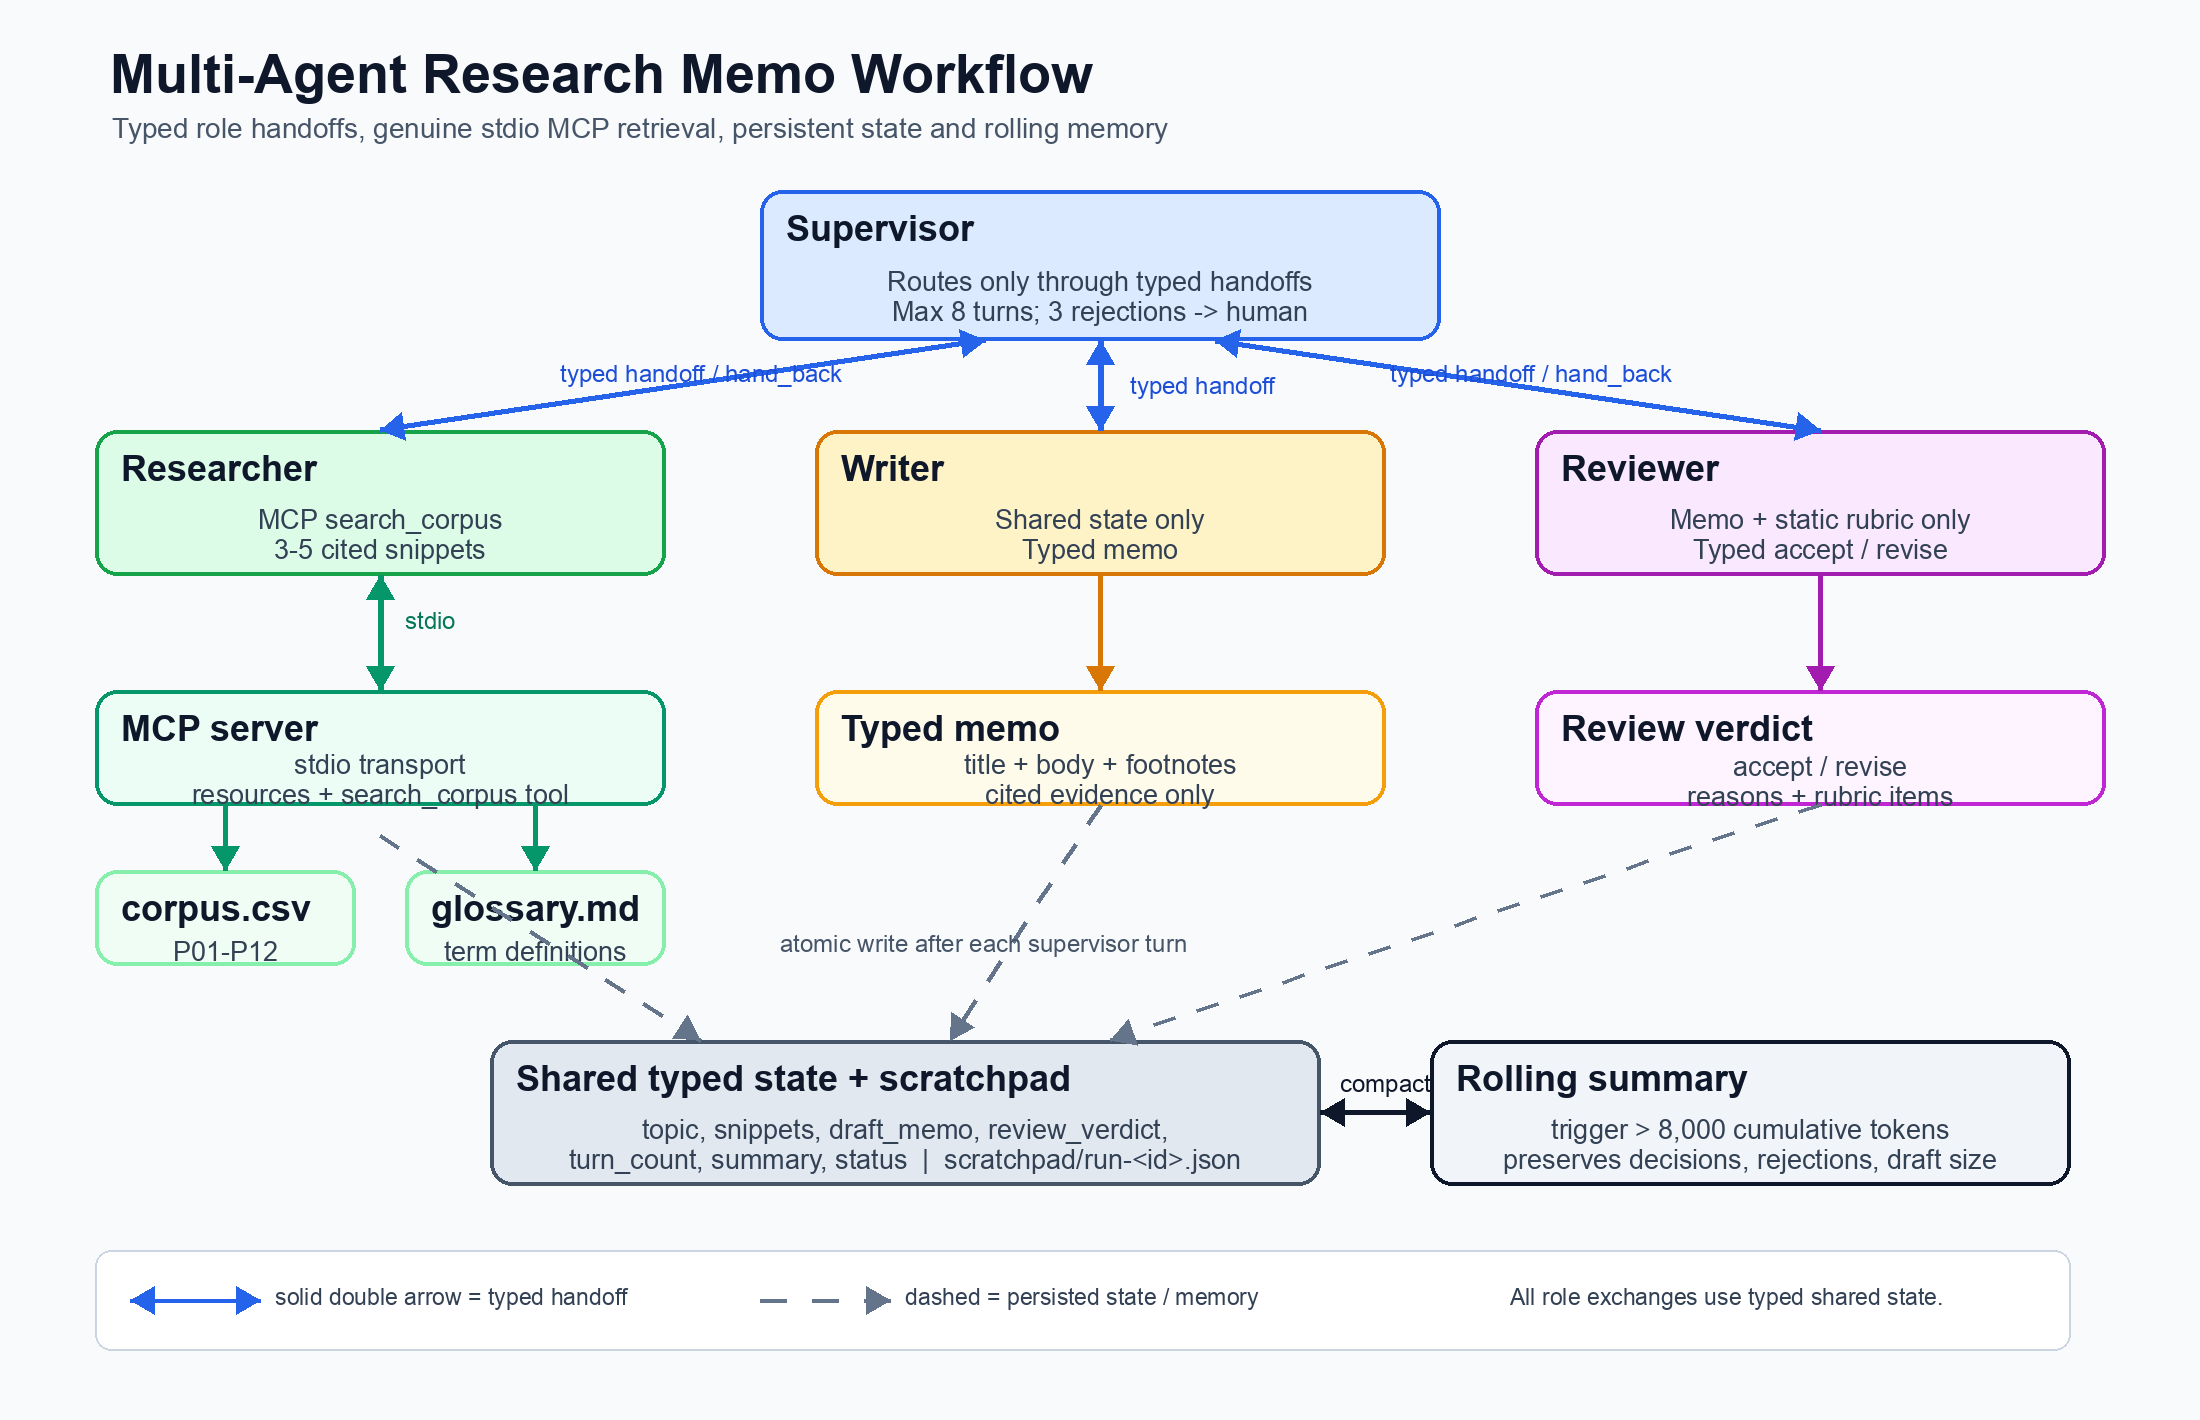 Multi-Agent Research Memo Workflow
Typed role handoffs, genuine stdio MCP retrieval, persistent state and rolling memory
Supervisor
Routes only through typed handoffs
Max 8 turns; 3 rejections -> human
typed handoff / hand_back
typed handoff
typed handoff / hand_back
Researcher
MCP search_corpus
3-5 cited snippets
Writer
Shared state only
Typed memo
Reviewer
Memo + static rubric only
Typed accept / revise
stdio
MCP server
stdio transport
resources + search_corpus tool
Typed memo
title + body + footnotes
cited evidence only
Review verdict
accept / revise
reasons + rubric items
corpus.csv
P01-P12
glossary.md
term definitions
atomic write after each supervisor turn
Shared typed state + scratchpad
topic, snippets, draft_memo, review_verdict,
turn_count, summary, status | scratchpad/run-<id>.json
compact
Rolling summary
trigger > 8,000 cumulative tokens
preserves decisions, rejections, draft size
solid double arrow = typed handoff
dashed = persisted state / memory
All role exchanges use typed shared state.